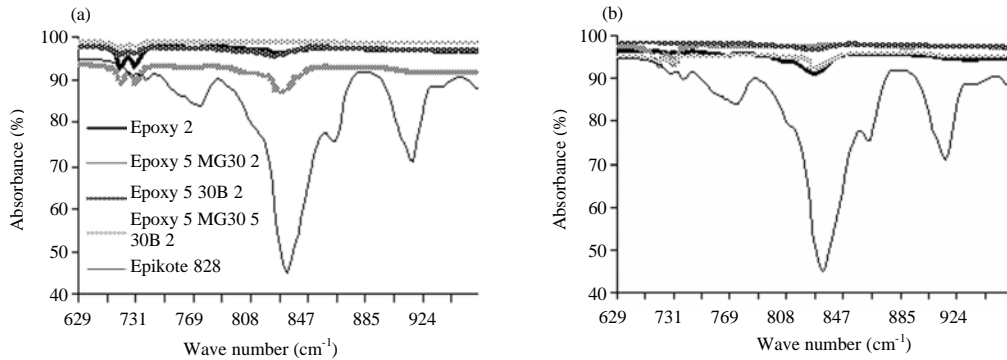 (a)
100
90
80
70
60
50
40
Absorbance (%)
Epoxy 2
Epoxy 5 MG30 2
Epoxy 5 30B 2
Epoxy 5 MG30 5
30B 2
Epikote 828
629 731 769 808 847 885 924
Wave number (cm⁻¹)
(b)
100
90
80
70
60
50
40
Absorbance (%)
629 731 769 808 847 885 924
Wave number (cm⁻¹)